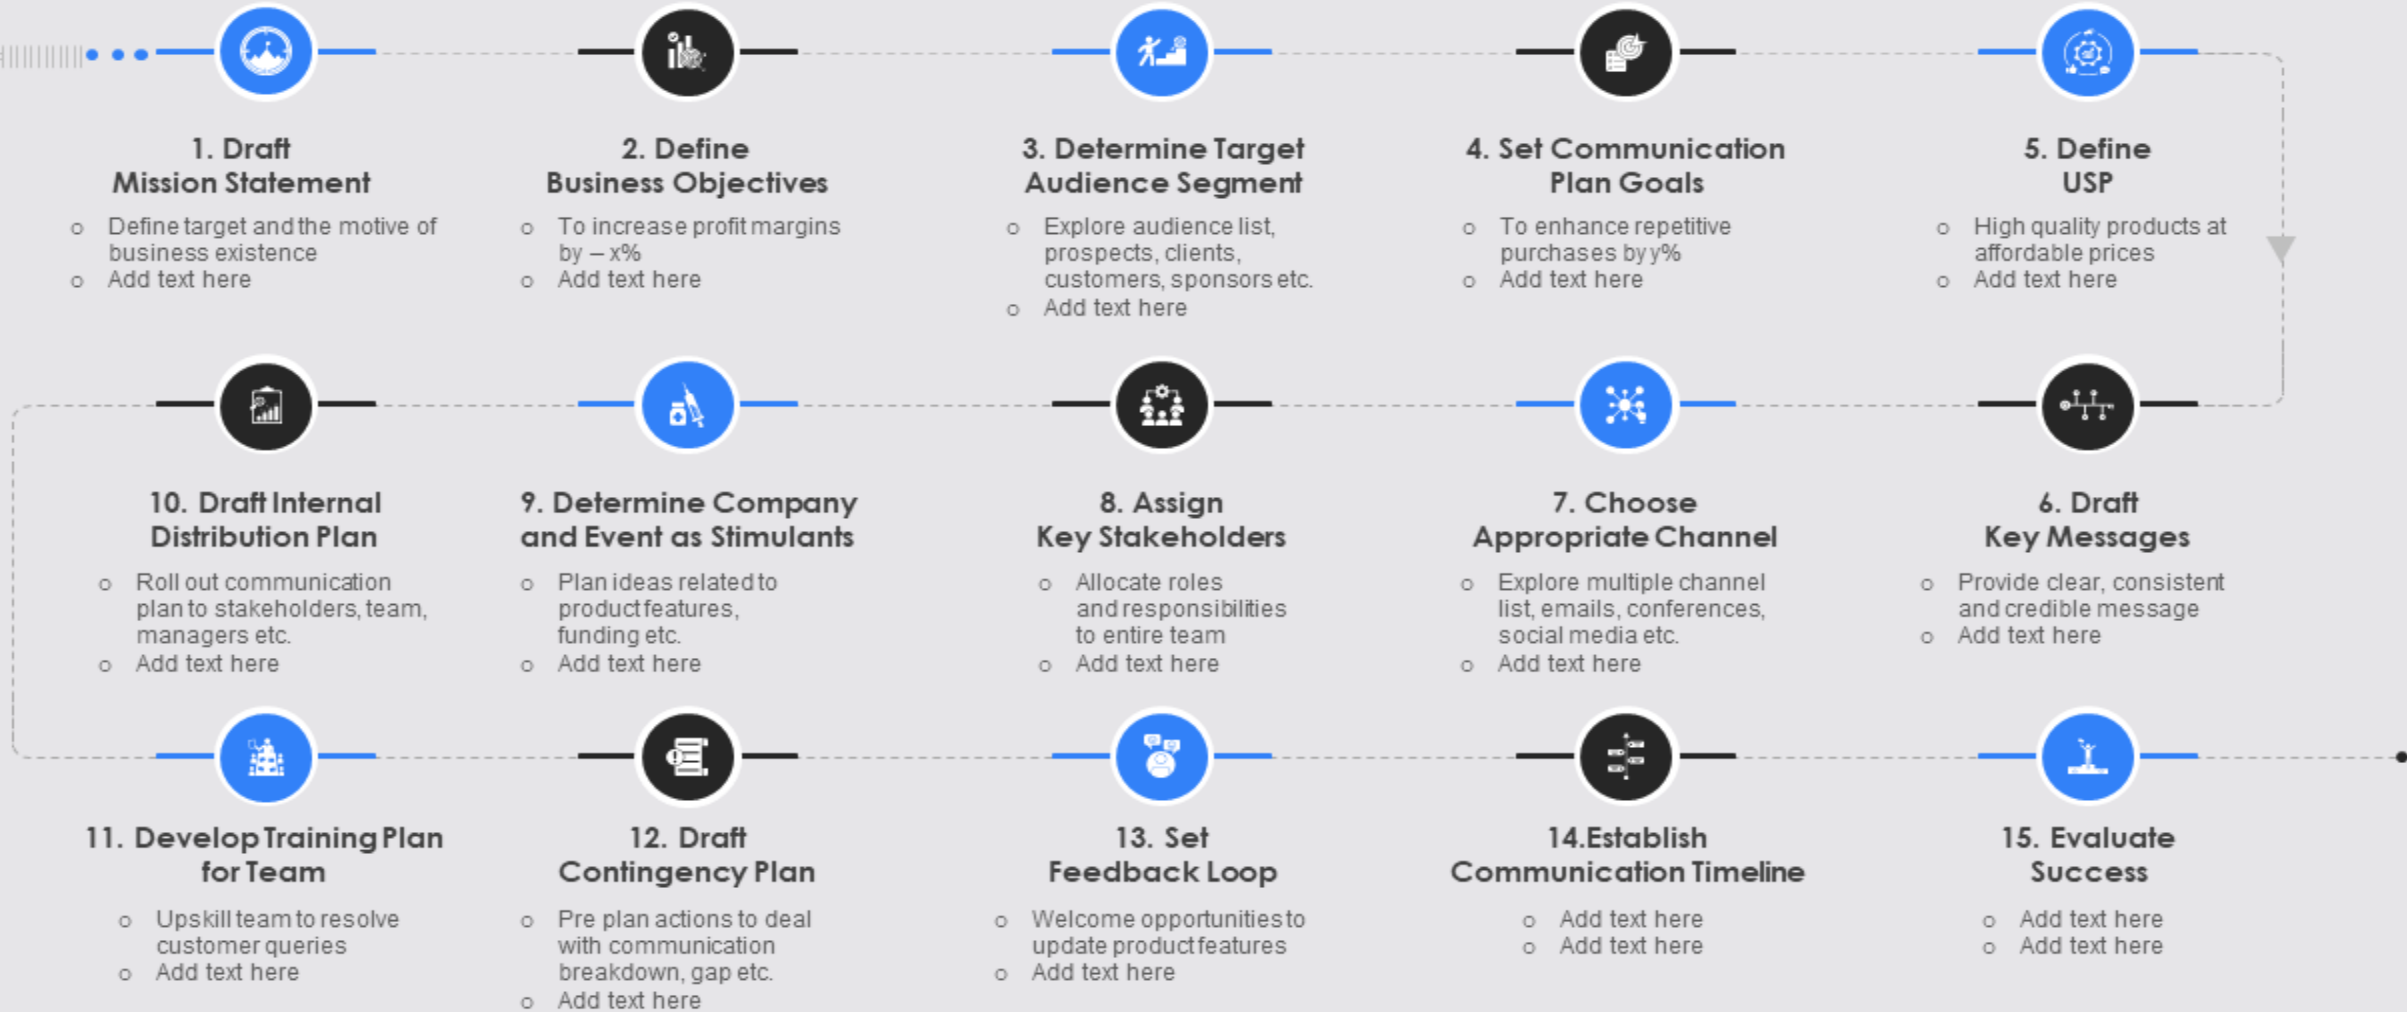 1. Draft
Mission Statement
o Define target and the motive of
business existence
o Add text here
2. Define
Business Objectives
o To increase profit margins
by – x%
o Add text here
3. Determine Target
Audience Segment
o Explore audience list,
prospects, clients,
customers, sponsors etc.
o Add text here
4. Set Communication
Plan Goals
o To enhance repetitive
purchases by y%
o Add text here
5. Define
USP
o High quality products at
affordable prices
o Add text here
6. Draft
Key Messages
o Provide clear, consistent
and credible message
o Add text here
7. Choose
Appropriate Channel
o Explore multiple channel
list, emails, conferences,
social media etc.
o Add text here
8. Assign
Key Stakeholders
o Allocate roles
and responsibilities
to entire team
o Add text here
9. Determine Company
and Event as Stimulants
o Plan ideas related to
product features,
funding etc.
o Add text here
10. Draft Internal
Distribution Plan
o Roll out communication
plan to stakeholders, team,
managers etc.
o Add text here
11. Develop Training Plan
for Team
o Upskill team to resolve
customer queries
o Add text here
12. Draft
Contingency Plan
o Pre plan actions to deal
with communication
breakdown, gap etc.
o Add text here
13. Set
Feedback Loop
o Welcome opportunities to
update product features
o Add text here
14.Establish
Communication Timeline
o Add text here
o Add text here
15. Evaluate
Success
o Add text here
o Add text here